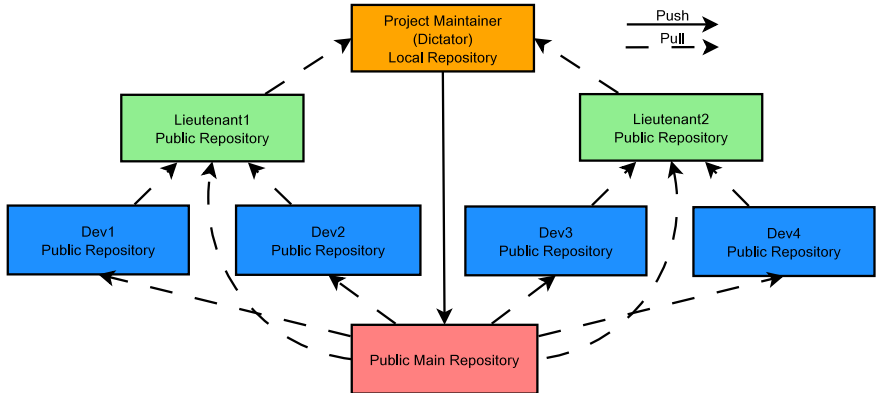 Project Maintainer
(Dictator)
Local Repository
Push
Pull
Lieutenant1
Public Repository
Lieutenant2
Public Repository
Dev1
Public Repository
Dev2
Public Repository
Dev3
Public Repository
Dev4
Public Repository
Public Main Repository